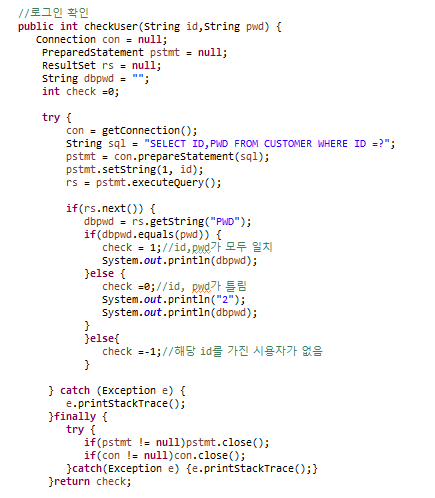 //로그인 확인
public int checkUser(String id,String pwd) {
Connection con = null;
PreparedStatement pstmt = null;
ResultSet rs = null;
String dbpwd = "";
int check =0;
try {
con = getConnection();
String sql = "SELECT ID,PWD FROM CUSTOMER WHERE ID =?";
pstmt = con.prepareStatement(sql);
pstmt.setString(1, id);
rs = pstmt.executeQuery();
if(rs.next()) {
dbpwd = rs.getString("PWD");
if(dbpwd.equals(pwd)) {
check = 1;//id,pwd가 모두 일치
System.out.println(dbpwd);
}else {
check =0;//id, pwd가 틀림
System.out.println("2");
System.out.println(dbpwd);
}
}else{
check =-1;//해당 id를 가진 시용자가 없음
}
} catch (Exception e) {
e.printStackTrace();
}finally {
try {
if(pstmt != null)pstmt.close();
if(con != null)con.close();
}catch(Exception e) {e.printStackTrace();}
}return check;